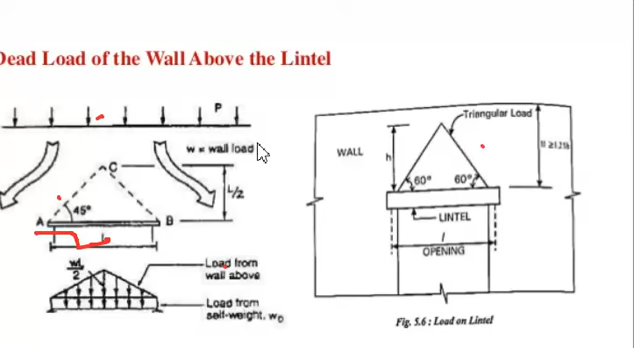 Dead Load of the Wall Above the Lintel
P
w = wall load
C
L/2
45°
A
B
L
wL
2
Load from
wall above
Load from
self-weight, w₀
Triangular Load
WALL
h
60°
60°
LINTEL
l
OPENING
Fig. 5.6 : Load on Lintel